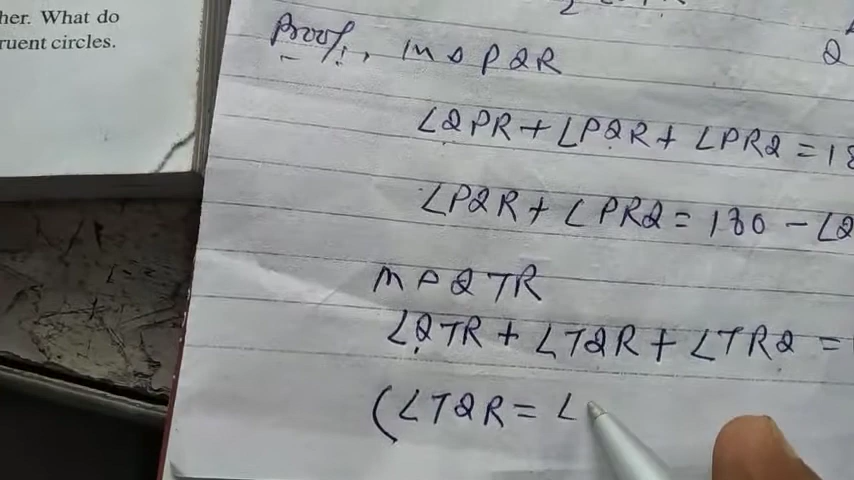 her. What do
ruent circles.
Proof. In △ PQR
∠QPR + ∠PQR + ∠PRQ = 18
∠PQR + ∠PRQ = 180 - ∠Q
In △ QTR
∠QTR + ∠TQR + ∠TRQ =
(∠TQR = ∠